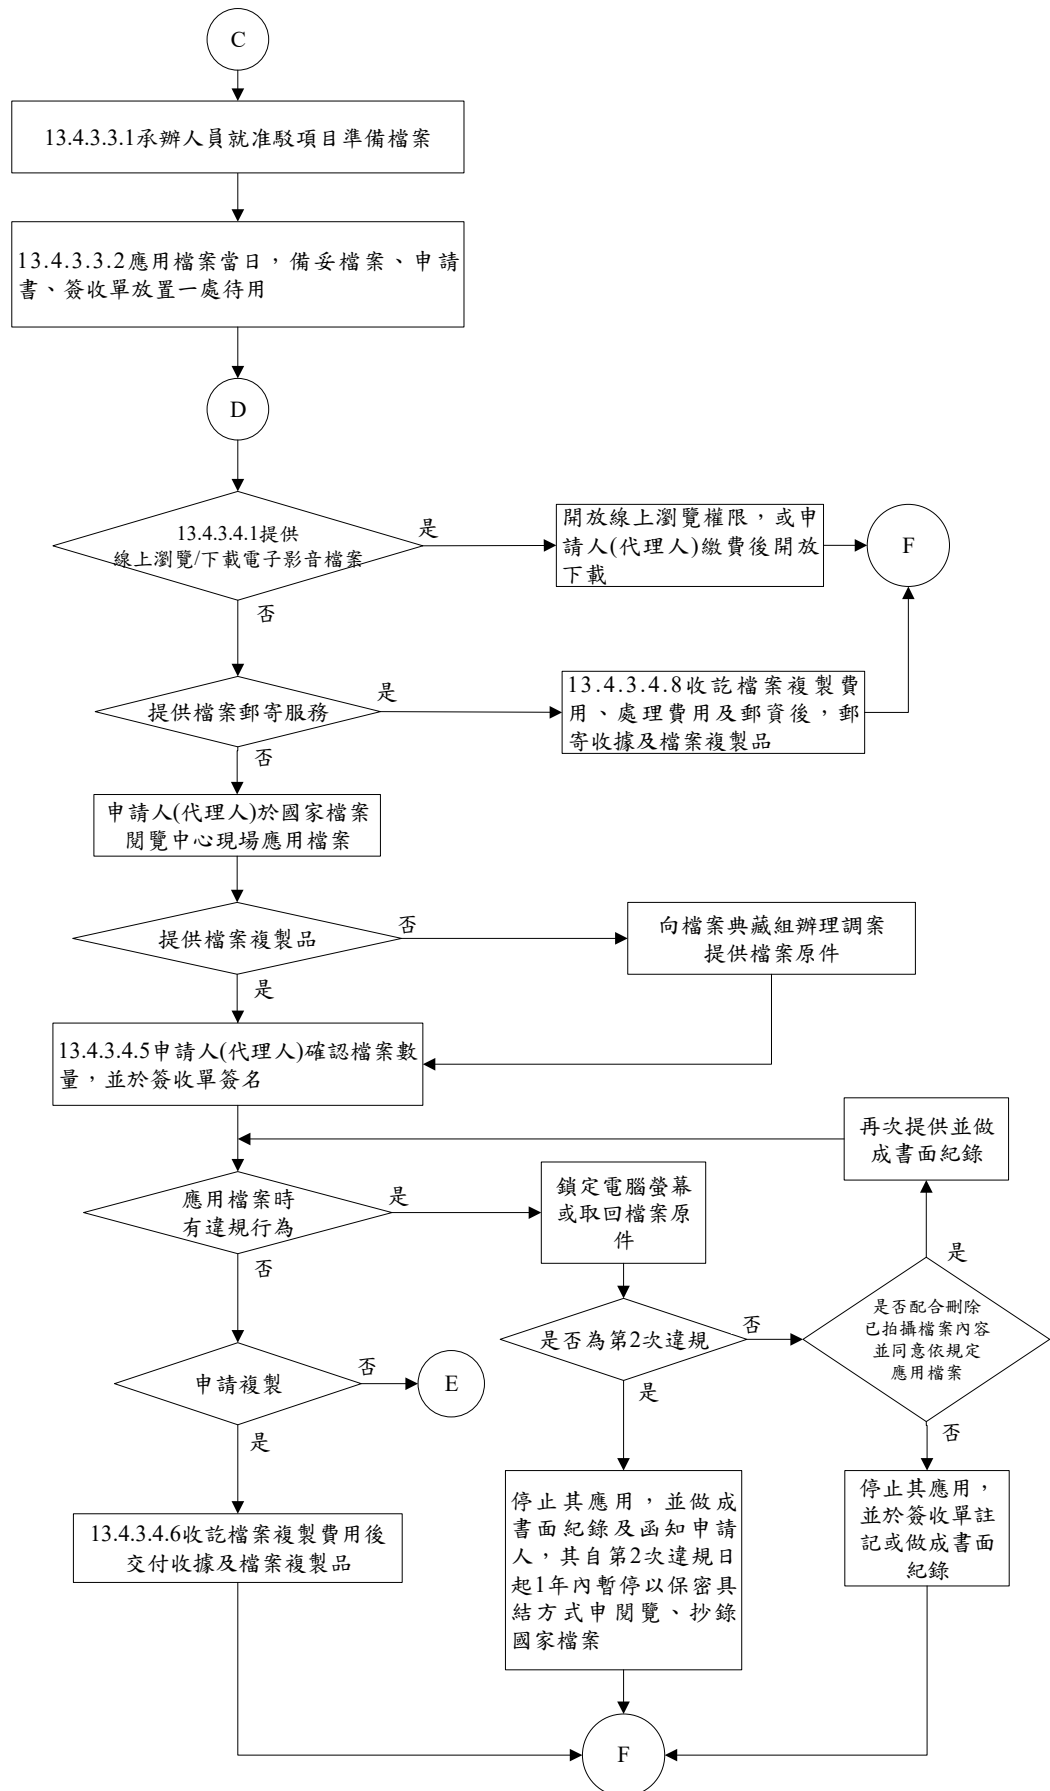 C
13.4.3.3.1承辦人員就准駁項目準備檔案
13.4.3.3.2應用檔案當日，備妥檔案、申請
書、簽收單放置一處待用
D
13.4.3.4.1提供
線上瀏覽/下載電子影音檔案
是
開放線上瀏覽權限，或申
請人(代理人)繳費後開放
下載
F
否
提供檔案郵寄服務
是
13.4.3.4.8收訖檔案複製費
用、處理費用及郵資後，郵
寄收據及檔案複製品
否
申請人(代理人)於國家檔案
閱覽中心現場應用檔案
提供檔案複製品
否
向檔案典藏組辦理調案
提供檔案原件
是
13.4.3.4.5申請人(代理人)確認檔案數
量，並於簽收單簽名
再次提供並做
成書面紀錄
應用檔案時
有違規行為
是
鎖定電腦螢幕
或取回檔案原
件
是
否
是否為第2次違規
否
是否配合刪除
已拍攝檔案內容
並同意依規定
應用檔案
申請複製
否
E
是
否
是
停止其應用，並做成
書面紀錄及函知申請
人，其自第2次違規日
起1年內暫停以保密具
結方式申閱覽、抄錄
國家檔案
停止其應用，
並於簽收單註
記或做成書面
紀錄
13.4.3.4.6收訖檔案複製費用後
交付收據及檔案複製品
F